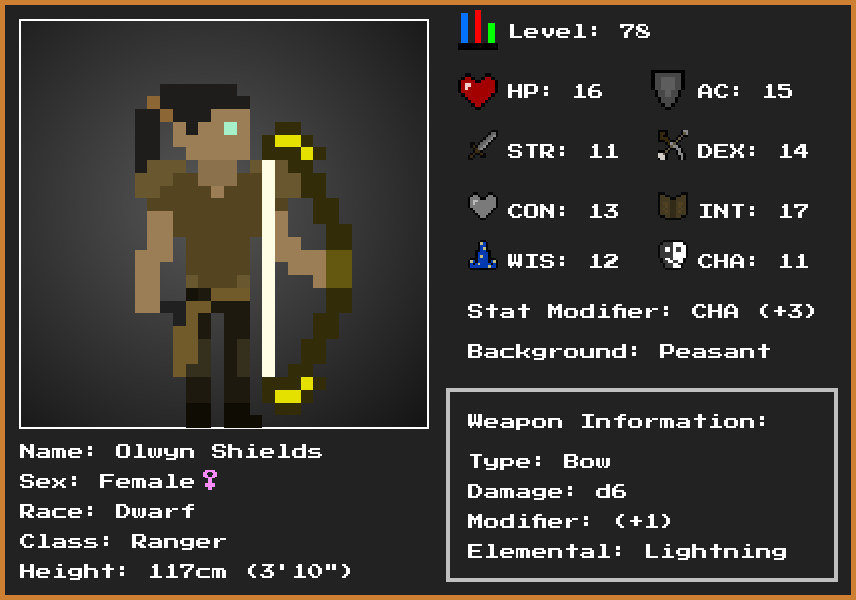 Level: 78
HP: 16
AC: 15
STR: 11
DEX: 14
CON: 13
INT: 17
WIS: 12
CHA: 11
Stat Modifier: CHA (+3)
Background: Peasant
Weapon Information:
Type: Bow
Damage: d6
Modifier: (+1)
Elemental: Lightning
Name: Olwyn Shields
Sex: Female♀
Race: Dwarf
Class: Ranger
Height: 117cm (3'10")